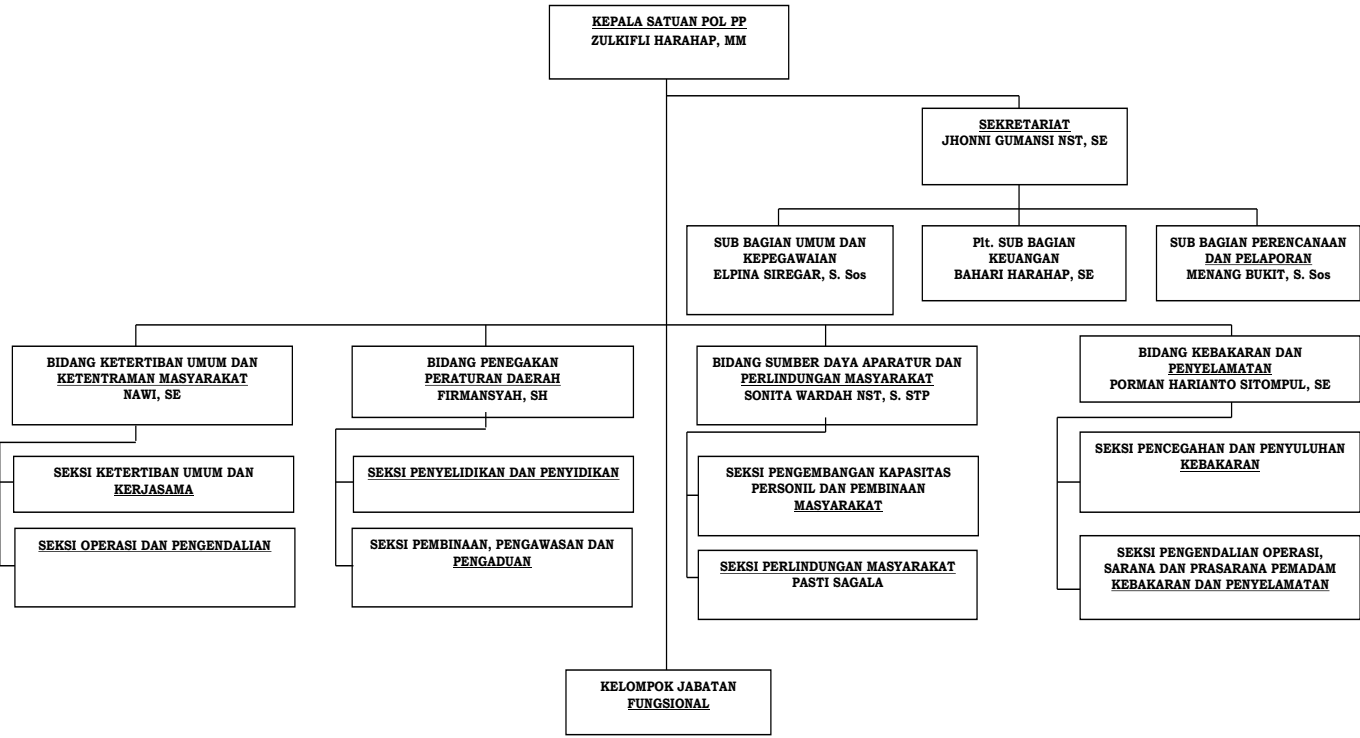 KEPALA SATUAN POL PP
ZULKIFLI HARAHAP, MM
SEKRETARIAT
JHONNI GUMANSI NST, SE
SUB BAGIAN UMUM DAN
KEPEGAWAIAN
ELPINA SIREGAR, S. Sos
Plt. SUB BAGIAN
KEUANGAN
BAHARI HARAHAP, SE
SUB BAGIAN PERENCANAAN
DAN PELAPORAN
MENANG BUKIT, S. Sos
BIDANG KETERTIBAN UMUM DAN
KETENTRAMAN MASYARAKAT
NAWI, SE
SEKSI KETERTIBAN UMUM DAN
KERJASAMA
SEKSI OPERASI DAN PENGENDALIAN
BIDANG PENEGAKAN
PERATURAN DAERAH
FIRMANSYAH, SH
SEKSI PENYELIDIKAN DAN PENYIDIKAN
SEKSI PEMBINAAN, PENGAWASAN DAN
PENGADUAN
BIDANG SUMBER DAYA APARATUR DAN
PERLINDUNGAN MASYARAKAT
SONITA WARDAH NST, S. STP
SEKSI PENGEMBANGAN KAPASITAS
PERSONIL DAN PEMBINAAN
MASYARAKAT
SEKSI PERLINDUNGAN MASYARAKAT
PASTI SAGALA
BIDANG KEBAKARAN DAN
PENYELAMATAN
PORMAN HARIANTO SITOMPUL, SE
SEKSI PENCEGAHAN DAN PENYULUHAN
KEBAKARAN
SEKSI PENGENDALIAN OPERASI,
SARANA DAN PRASARANA PEMADAM
KEBAKARAN DAN PENYELAMATAN
KELOMPOK JABATAN
FUNGSIONAL